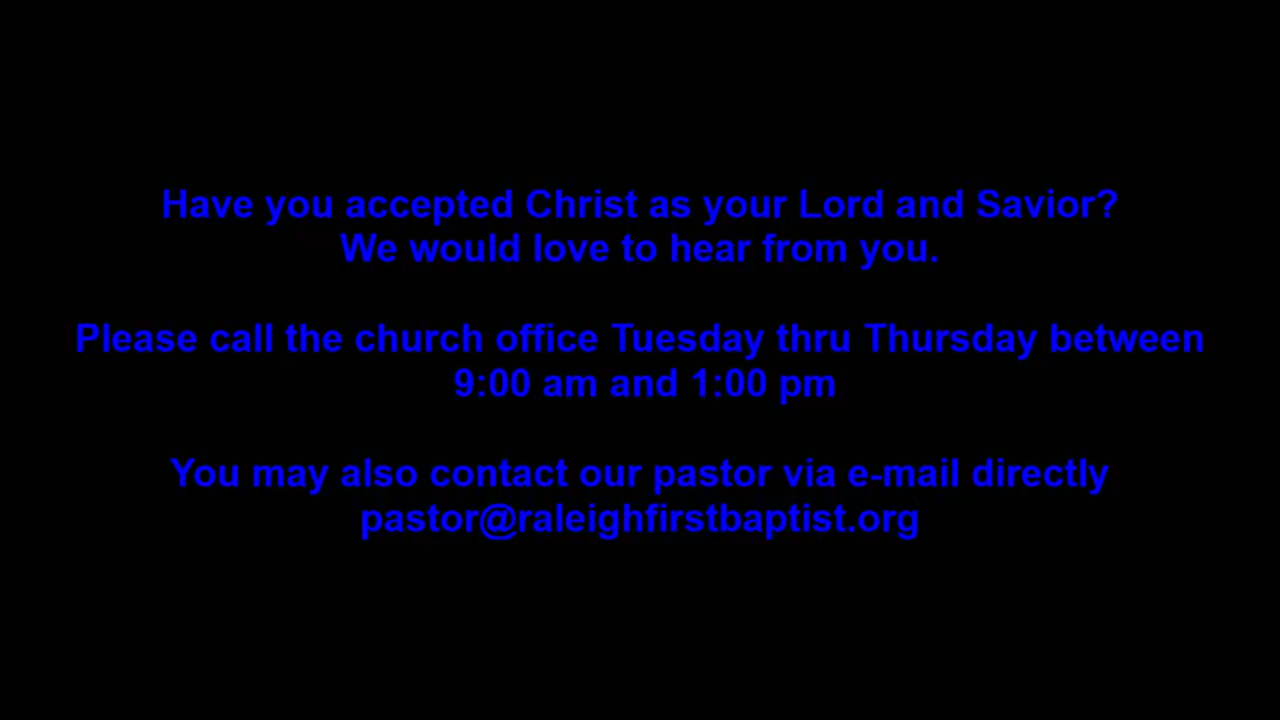 Have you accepted Christ as your Lord and Savior?
We would love to hear from you.
Please call the church office Tuesday thru Thursday between
9:00 am and 1:00 pm
You may also contact our pastor via e-mail directly
pastor@raleighfirstbaptist.org